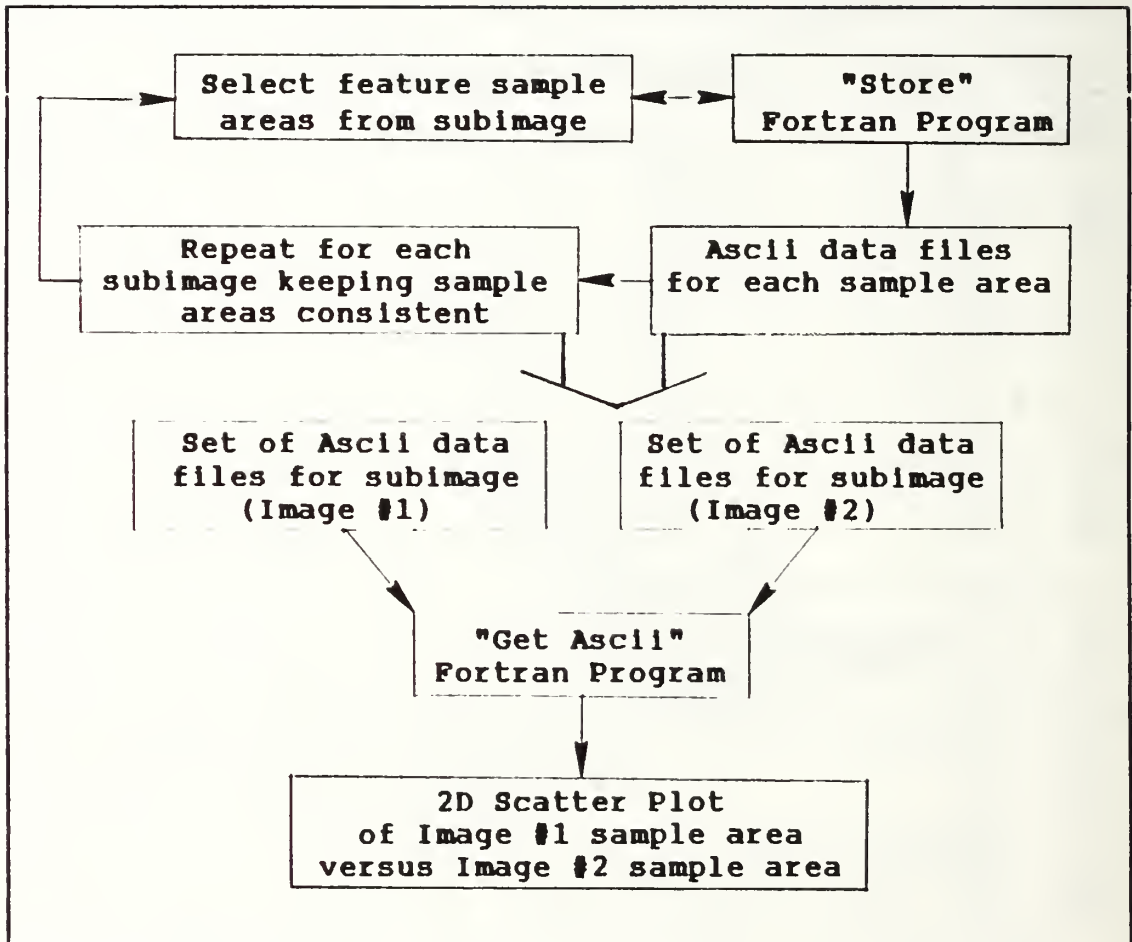 Select feature sample
areas from subimage
"Store"
Fortran Program
Repeat for each
subimage keeping sample
areas consistent
Ascii data files
for each sample area
Set of Ascii data
files for subimage
(Image #1)
Set of Ascii data
files for subimage
(Image #2)
"Get Ascii"
Fortran Program
2D Scatter Plot
of Image #1 sample area
versus Image #2 sample area